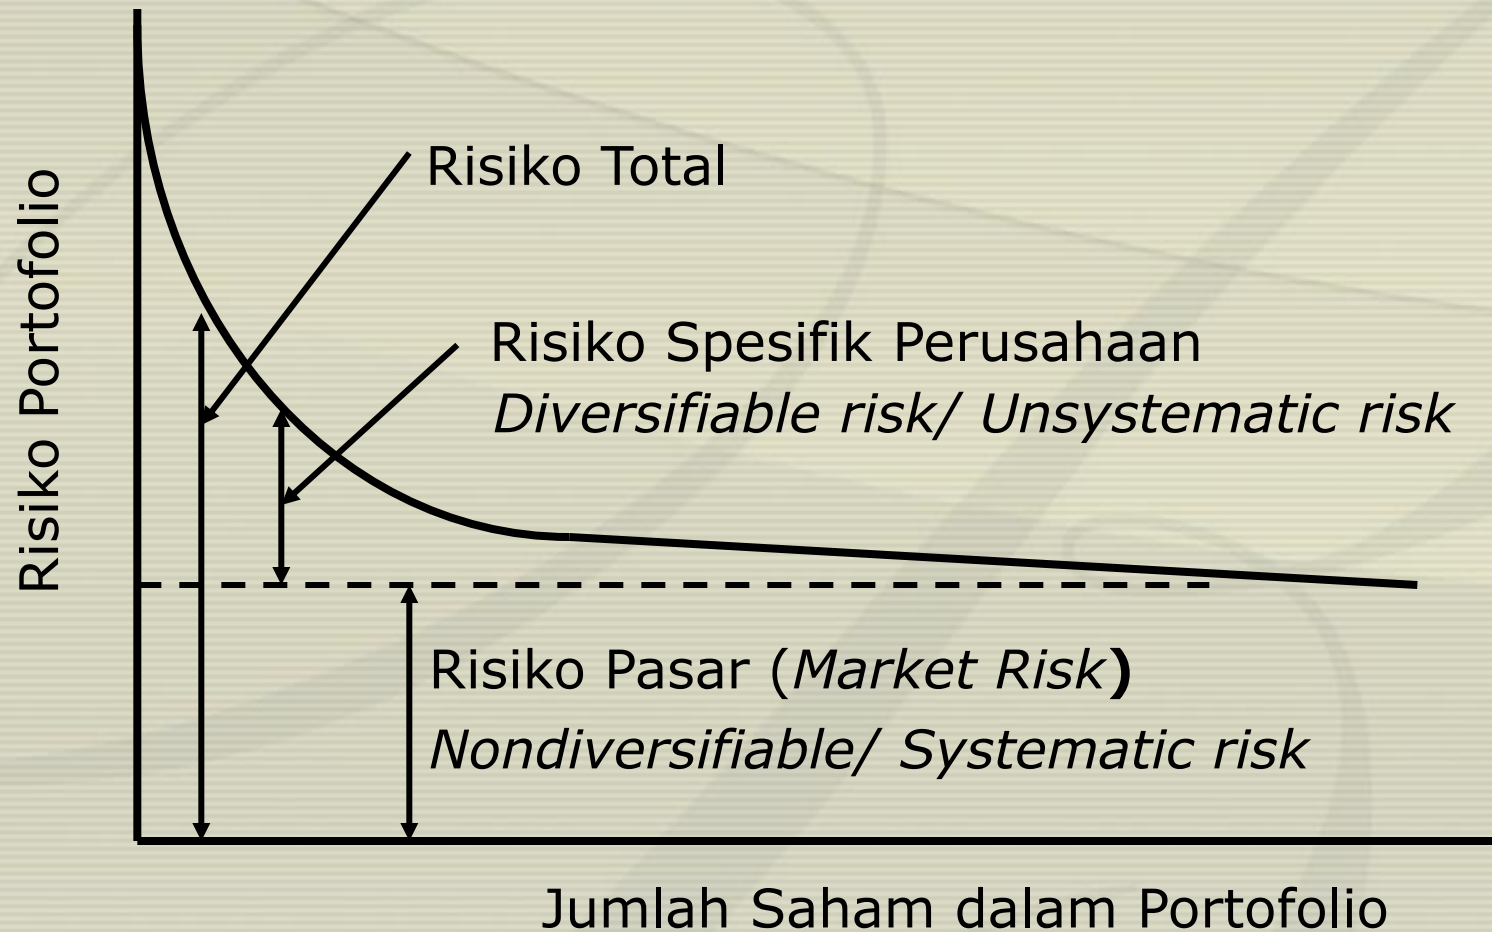 Risiko Portofolio
Risiko Total
Risiko Spesifik Perusahaan
Diversifiable risk/ Unsystematic risk
Risiko Pasar (Market Risk)
Nondiversifiable/ Systematic risk
Jumlah Saham dalam Portofolio